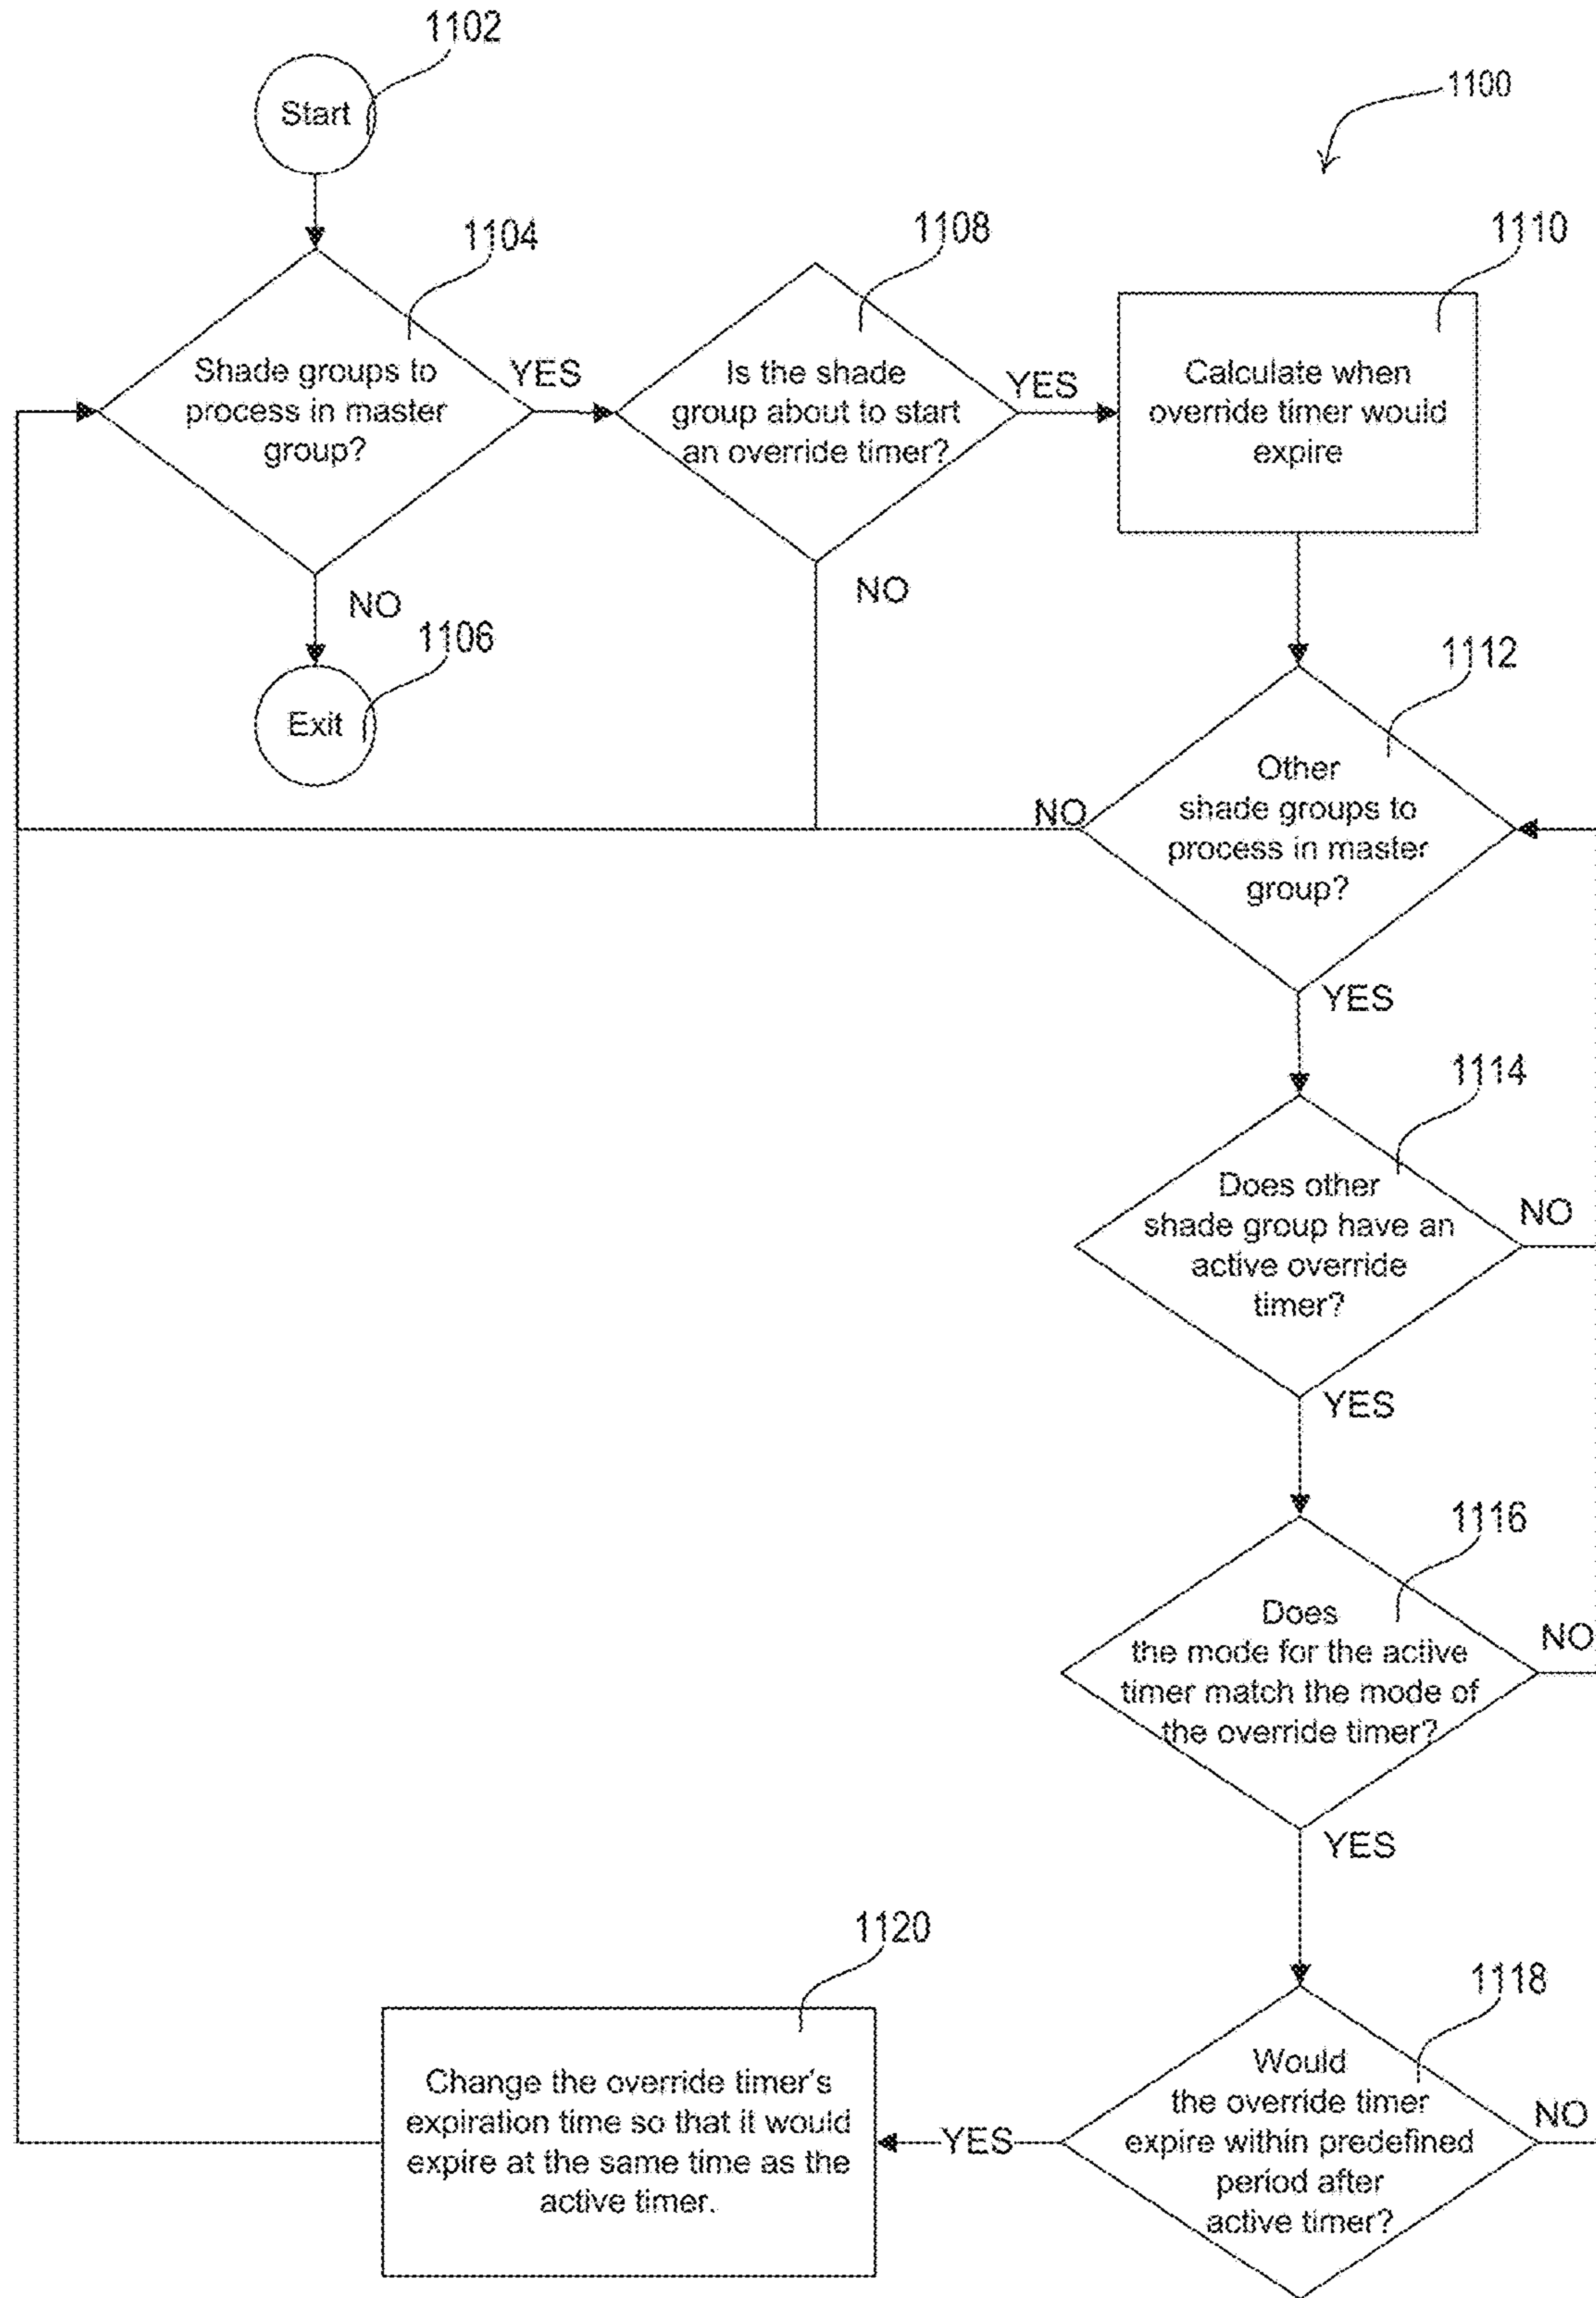 1102
Start
1100
1104
Shade groups to
process in master
group?
YES
NO
1106
Exit
1108
Is the shade
group about to start
an override timer?
YES
NO
1110
Calculate when
override timer would
expire
1112
Other
shade groups to
process in master
group?
NO
YES
1114
Does other
shade group have an
active override
timer?
NO
YES
1116
Does
the mode for the active
timer match the mode of
the override timer?
NO
YES
1118
Would
the override timer
expire within predefined
period after
active timer?
NO
YES
1120
Change the override timer's
expiration time so that it would
expire at the same time as the
active timer.